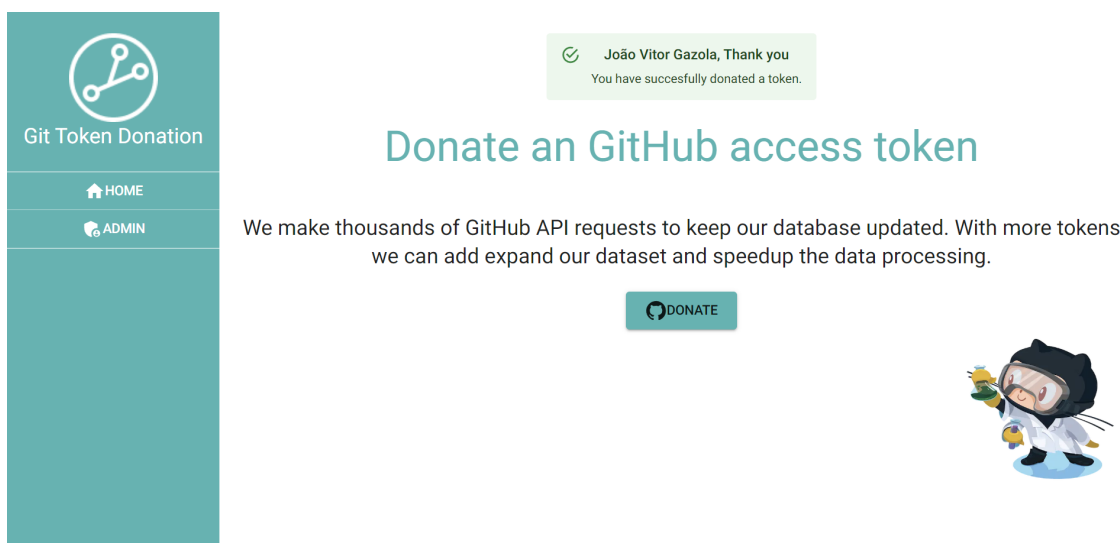 Git Token Donation
HOME
ADMIN
João Vitor Gazola, Thank you
You have succesfully donated a token.
Donate an GitHub access token
We make thousands of GitHub API requests to keep our database updated. With more tokens
we can add expand our dataset and speedup the data processing.
DONATE